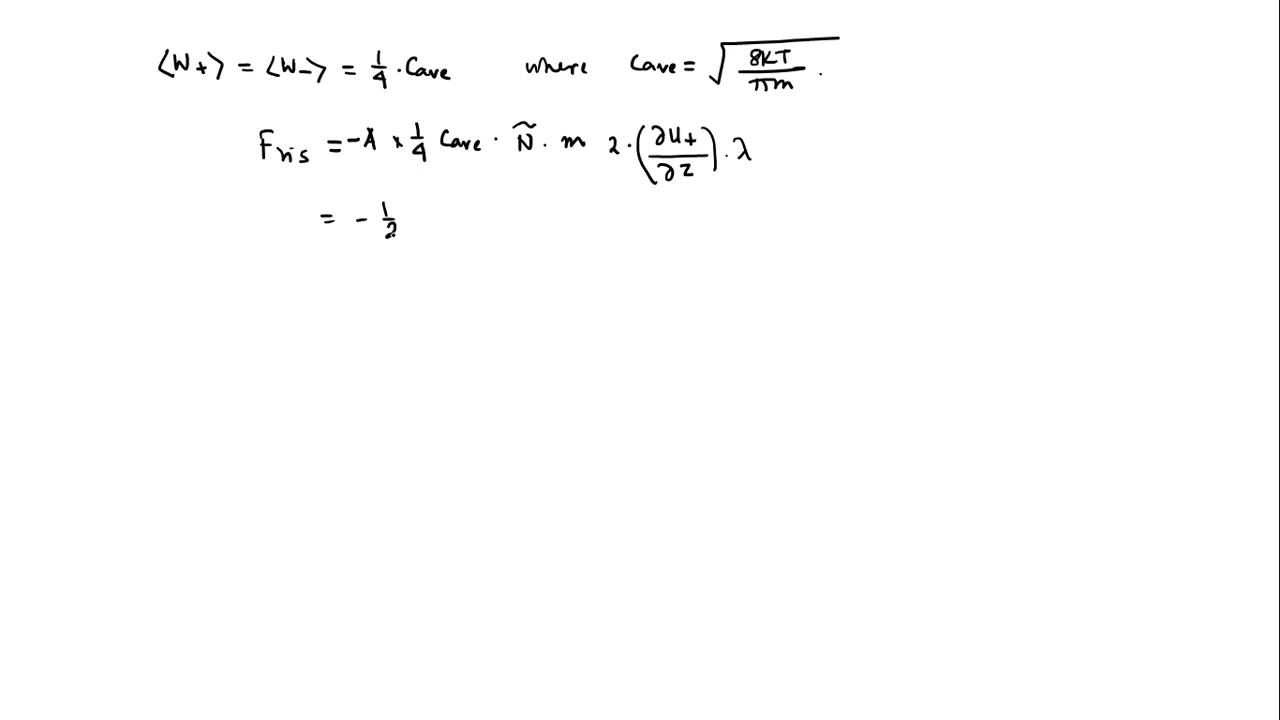 ⟨W+⟩ = ⟨W−⟩ = 1/4 · Cave where Cave = √(8KT/πm) .
Fvis = −A × 1/4 Cave · Ñ · m 2 · (∂U+/∂z) · λ
= − 1/2